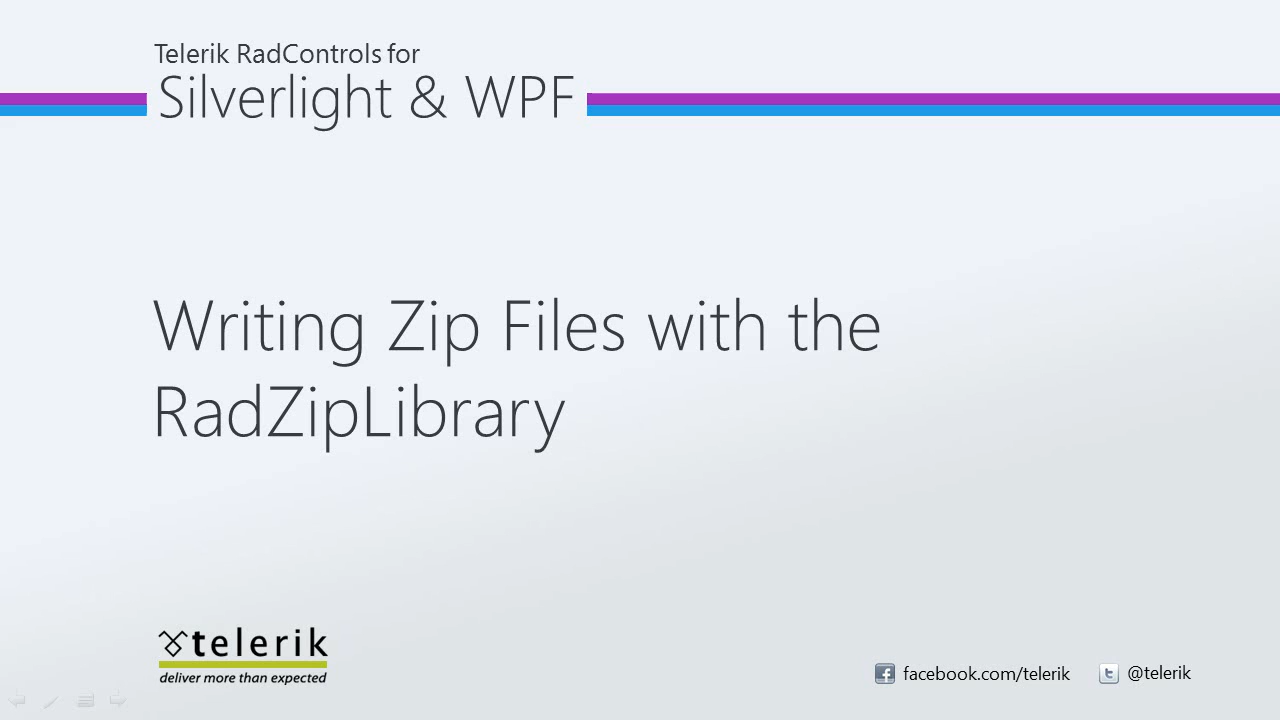 Telerik RadControls for
Silverlight & WPF
Writing Zip Files with the
RadZipLibrary
telerik
deliver more than expected
facebook.com/telerik
@telerik